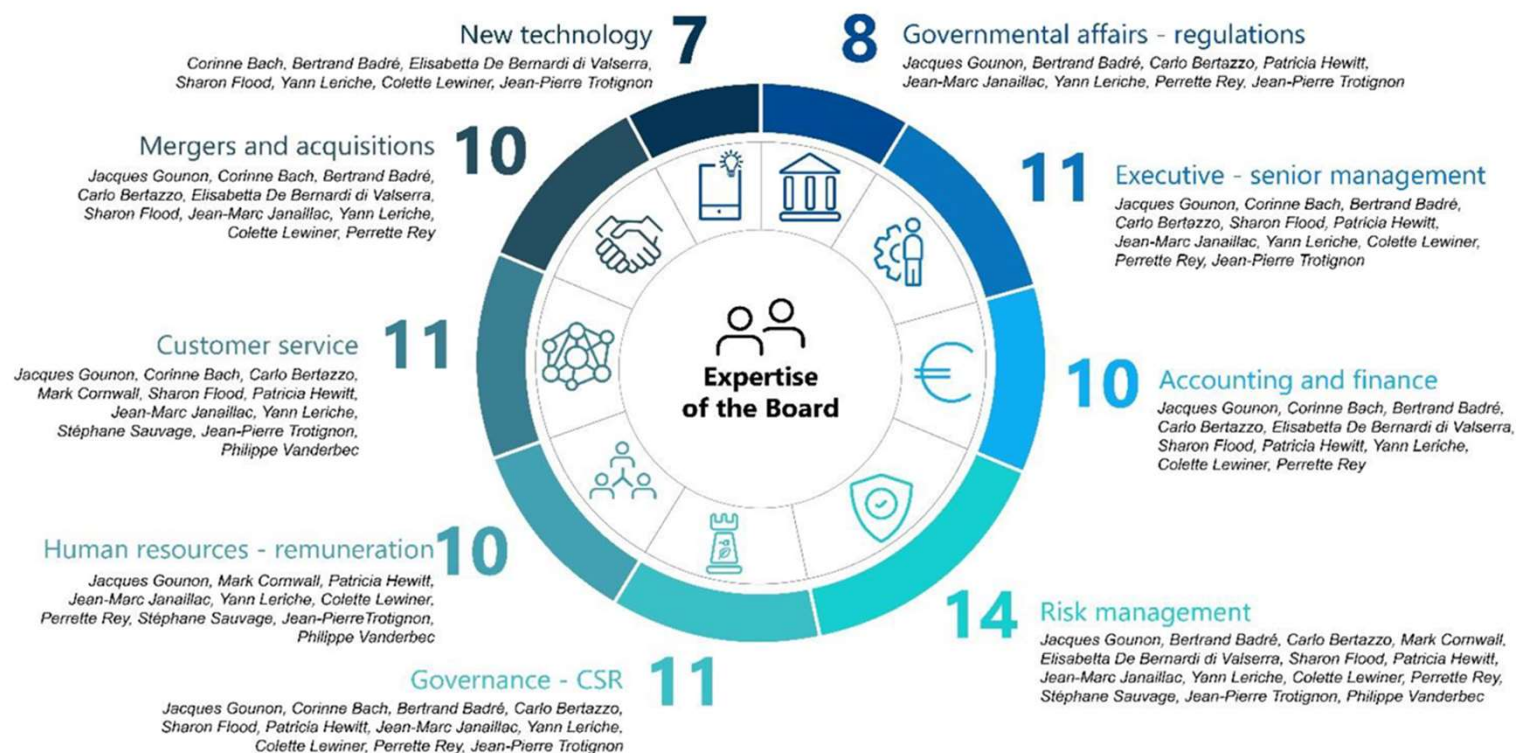 New technology
7
Corinne Bach, Bertrand Badré, Elisabetta De Bernardi di Valserra,
Sharon Flood, Yann Leriche, Colette Lewiner, Jean-Pierre Trotignon
8
Governmental affairs - regulations
Jacques Gounon, Bertrand Badré, Carlo Bertazzo, Patricia Hewitt,
Jean-Marc Janaillac, Yann Leriche, Perrette Rey, Jean-Pierre Trotignon
Mergers and acquisitions
10
Jacques Gounon, Corinne Bach, Bertrand Badré,
Carlo Bertazzo, Elisabetta De Bernardi di Valserra,
Sharon Flood, Jean-Marc Janaillac, Yann Leriche,
Colette Lewiner, Perrette Rey
11
Executive - senior management
Jacques Gounon, Corinne Bach, Bertrand Badré,
Carlo Bertazzo, Sharon Flood, Patricia Hewitt,
Jean-Marc Janaillac, Yann Leriche, Colette Lewiner,
Perrette Rey, Jean-Pierre Trotignon
Customer service
11
Jacques Gounon, Corinne Bach, Carlo Bertazzo,
Mark Cornwall, Sharon Flood, Patricia Hewitt,
Jean-Marc Janaillac, Yann Leriche,
Stéphane Sauvage, Jean-Pierre Trotignon,
Philippe Vanderbec
Expertise
of the Board
10
Accounting and finance
Jacques Gounon, Corinne Bach, Bertrand Badré,
Carlo Bertazzo, Elisabetta De Bernardi di Valserra,
Sharon Flood, Patricia Hewitt, Yann Leriche,
Colette Lewiner, Perrette Rey
Human resources - remuneration
10
Jacques Gounon, Mark Cornwall, Patricia Hewitt,
Jean-Marc Janaillac, Yann Leriche, Colette Lewiner,
Perrette Rey, Stéphane Sauvage, Jean-PierreTrotignon,
Philippe Vanderbec
14
Risk management
Jacques Gounon, Bertrand Badré, Carlo Bertazzo, Mark Cornwall,
Elisabetta De Bernardi di Valserra, Sharon Flood, Patricia Hewitt,
Jean-Marc Janaillac, Yann Leriche, Colette Lewiner, Perrette Rey,
Stéphane Sauvage, Jean-Pierre Trotignon, Philippe Vanderbec
Governance - CSR
11
Jacques Gounon, Corinne Bach, Bertrand Badré, Carlo Bertazzo,
Sharon Flood, Patricia Hewitt, Jean-Marc Janaillac, Yann Leriche,
Colette Lewiner, Perrette Rey, Jean-Pierre Trotignon